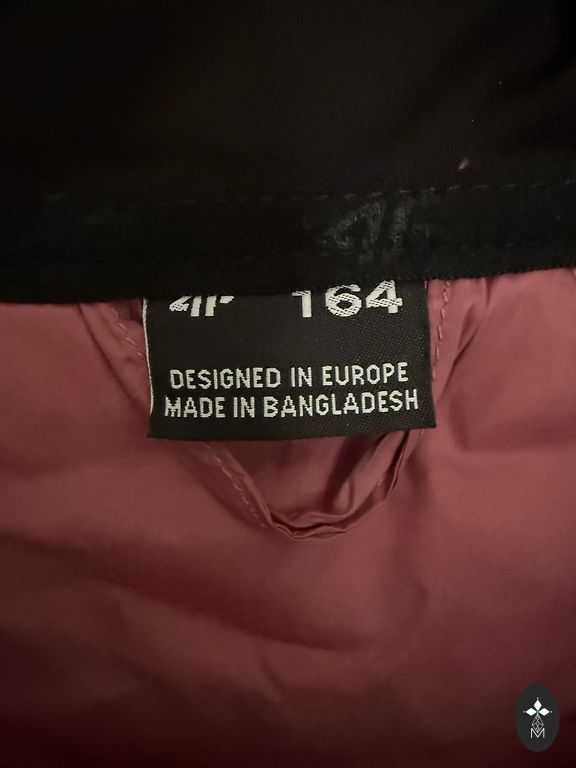 4F 164
DESIGNED IN EUROPE
MADE IN BANGLADESH